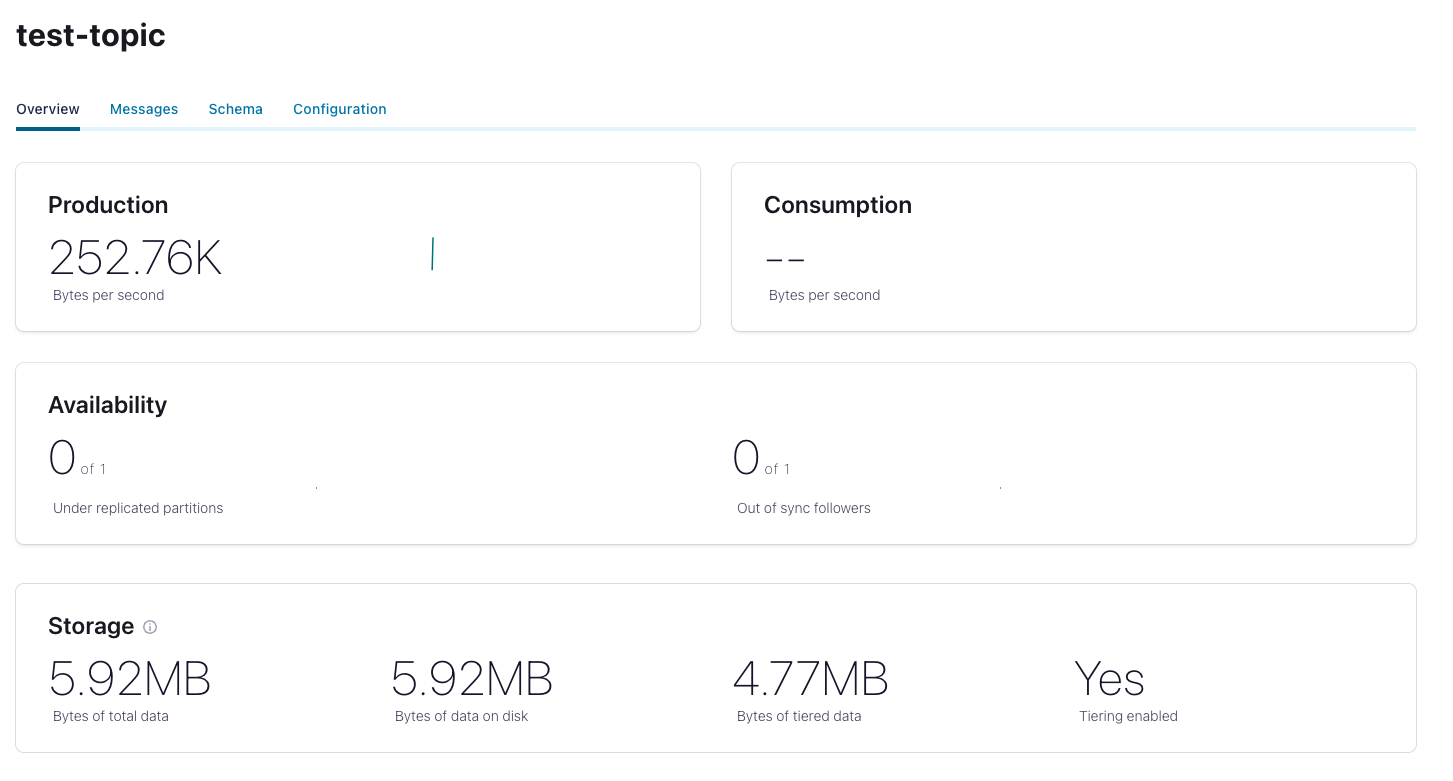 test-topic
Overview Messages Schema Configuration
Production
252.76K
Bytes per second
Consumption
--
Bytes per second
Availability
0 of 1
Under replicated partitions
0 of 1
Out of sync followers
Storage
5.92MB
Bytes of total data
5.92MB
Bytes of data on disk
4.77MB
Bytes of tiered data
Yes
Tiering enabled